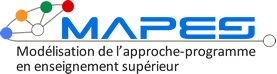 MAPES
Modélisation de l'approche-programme
en enseignement supérieur